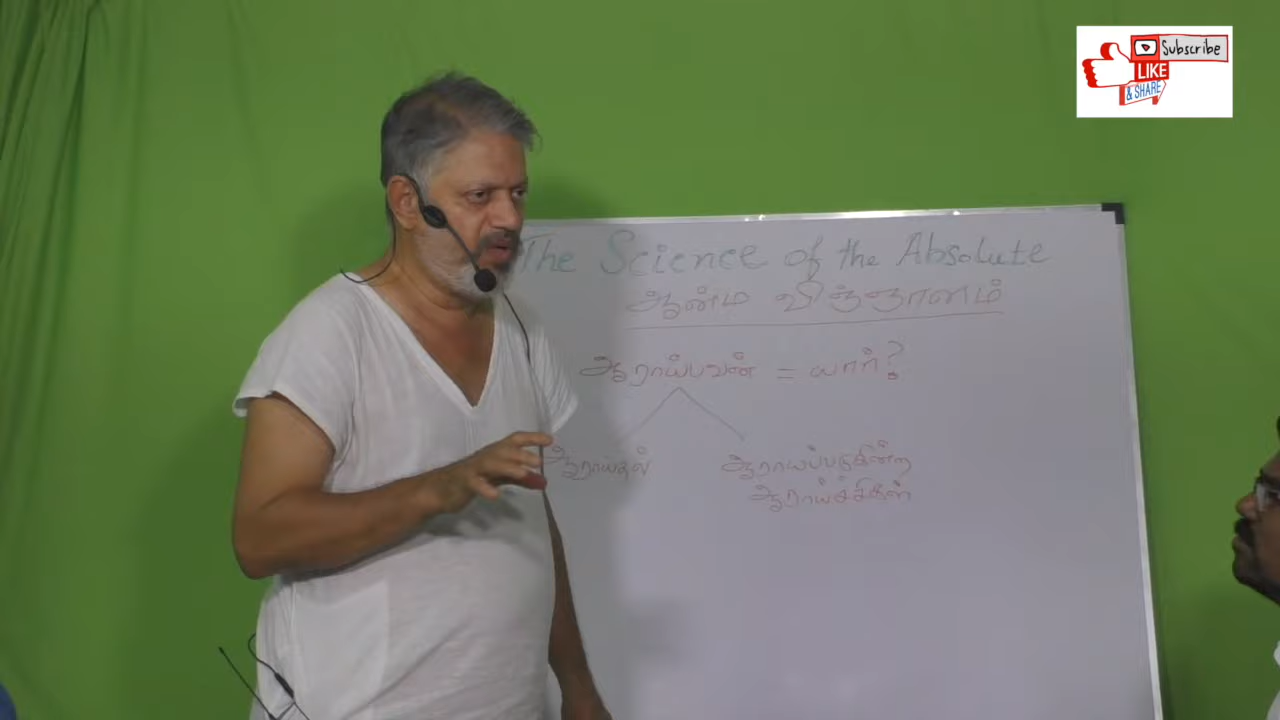 Subscribe
LIKE
& SHARE
The Science of the Absolute
ஆன்ம விஞ்ஞானம்
ஆராய்பவன் = யார்?
ஆராய்தல் ஆராயப்படுகின்ற
ஆராய்ச்சிகள்